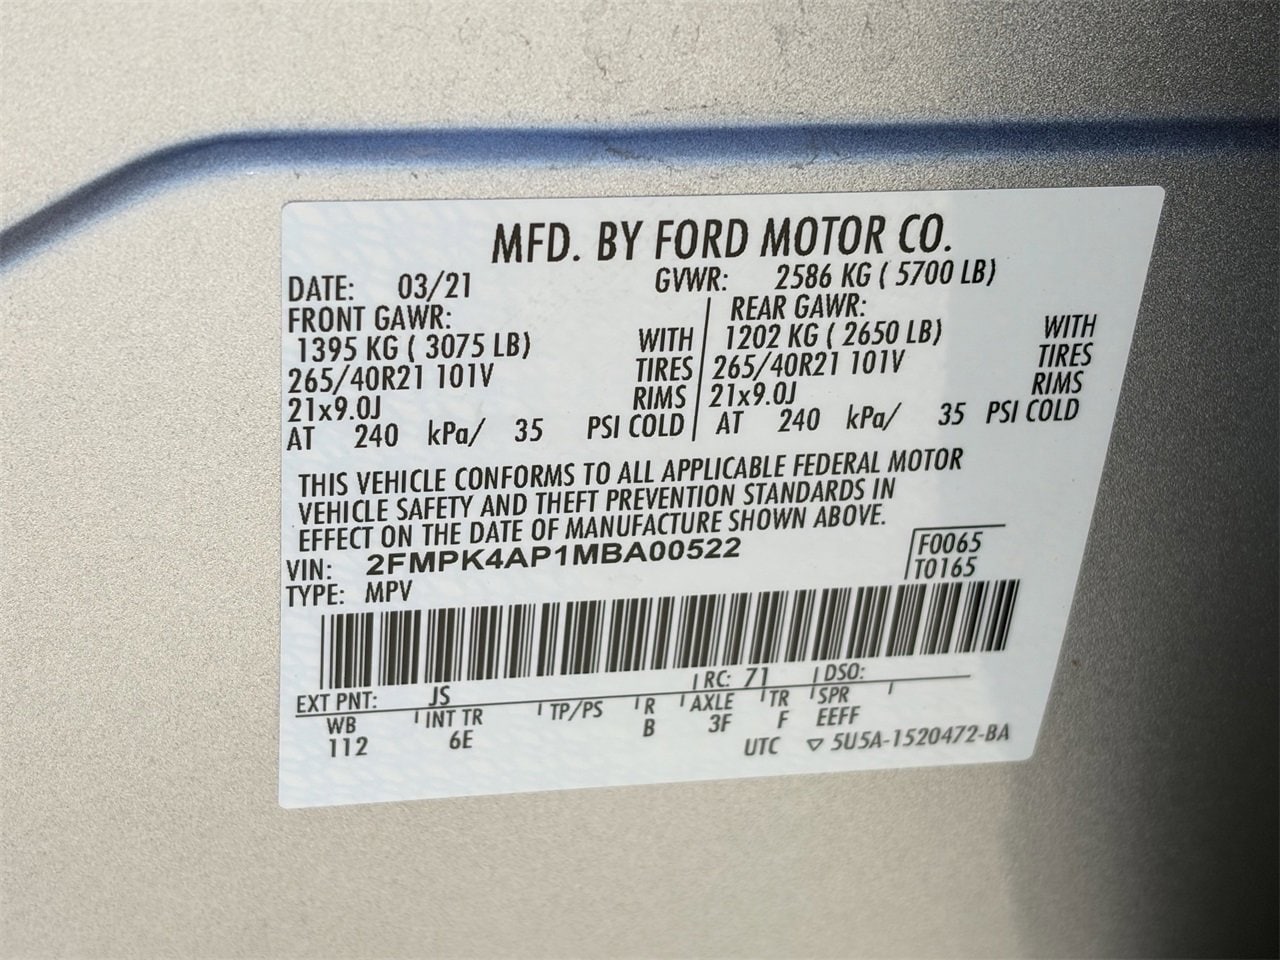 MFD. BY FORD MOTOR CO.
DATE: 03/21 GVWR: 2586 KG ( 5700 LB)
FRONT GAWR: REAR GAWR:
1395 KG ( 3075 LB) WITH 1202 KG ( 2650 LB) WITH
265/40R21 101V TIRES 265/40R21 101V TIRES
21x9.0J RIMS 21x9.0J RIMS
AT 240 kPa/ 35 PSI COLD AT 240 kPa/ 35 PSI COLD
THIS VEHICLE CONFORMS TO ALL APPLICABLE FEDERAL MOTOR
VEHICLE SAFETY AND THEFT PREVENTION STANDARDS IN
EFFECT ON THE DATE OF MANUFACTURE SHOWN ABOVE.
VIN: 2FMPK4AP1MBA00522 F0065
TYPE: MPV T0165
EXT PNT: JS RC: 71 DSO:
WB INT TR TP/PS R AXLE TR SPR
112 6E B 3F F EEFF
UTC ▽ 5U5A-1520472-BA